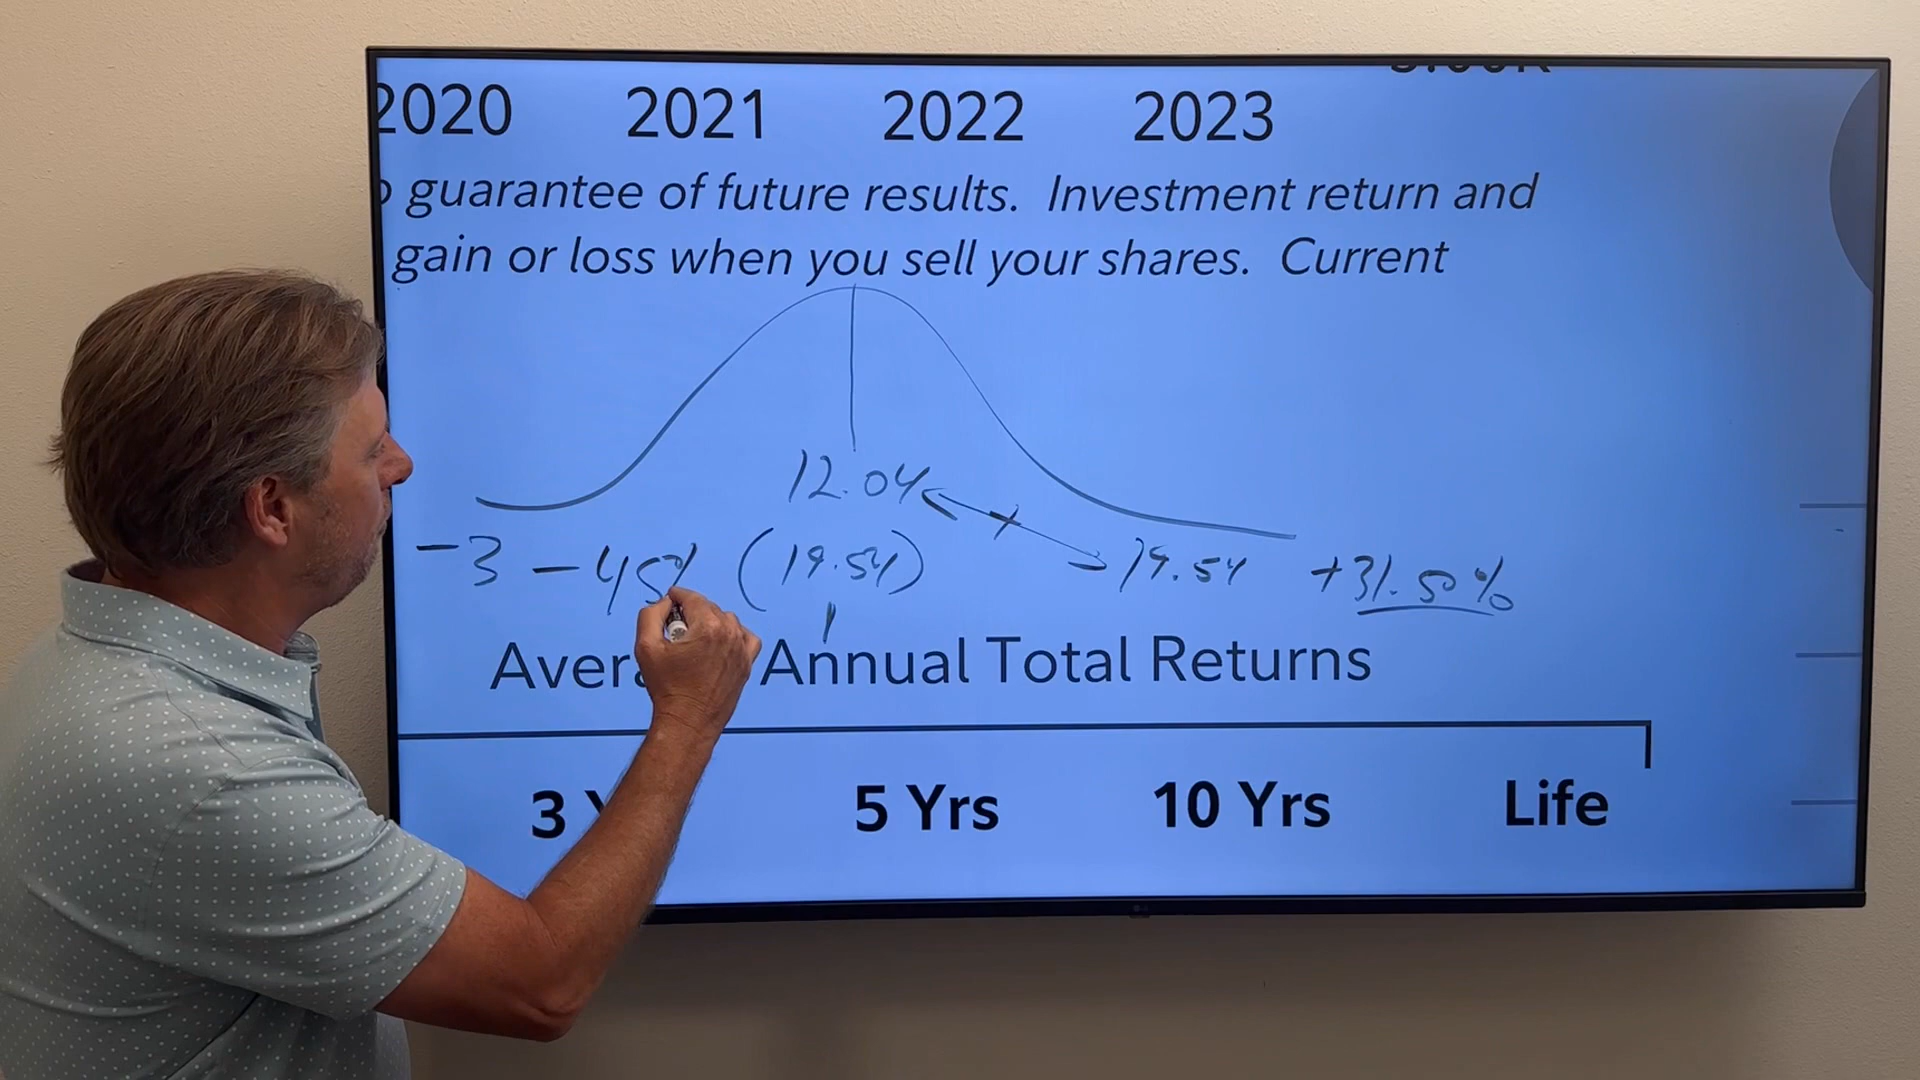 2020 2021 2022 2023
guarantee of future results. Investment return and
gain or loss when you sell your shares. Current
12.04
-3 -45% (19.54) 19.54 +31.50%
Annual Total Returns
3 5 Yrs 10 Yrs Life